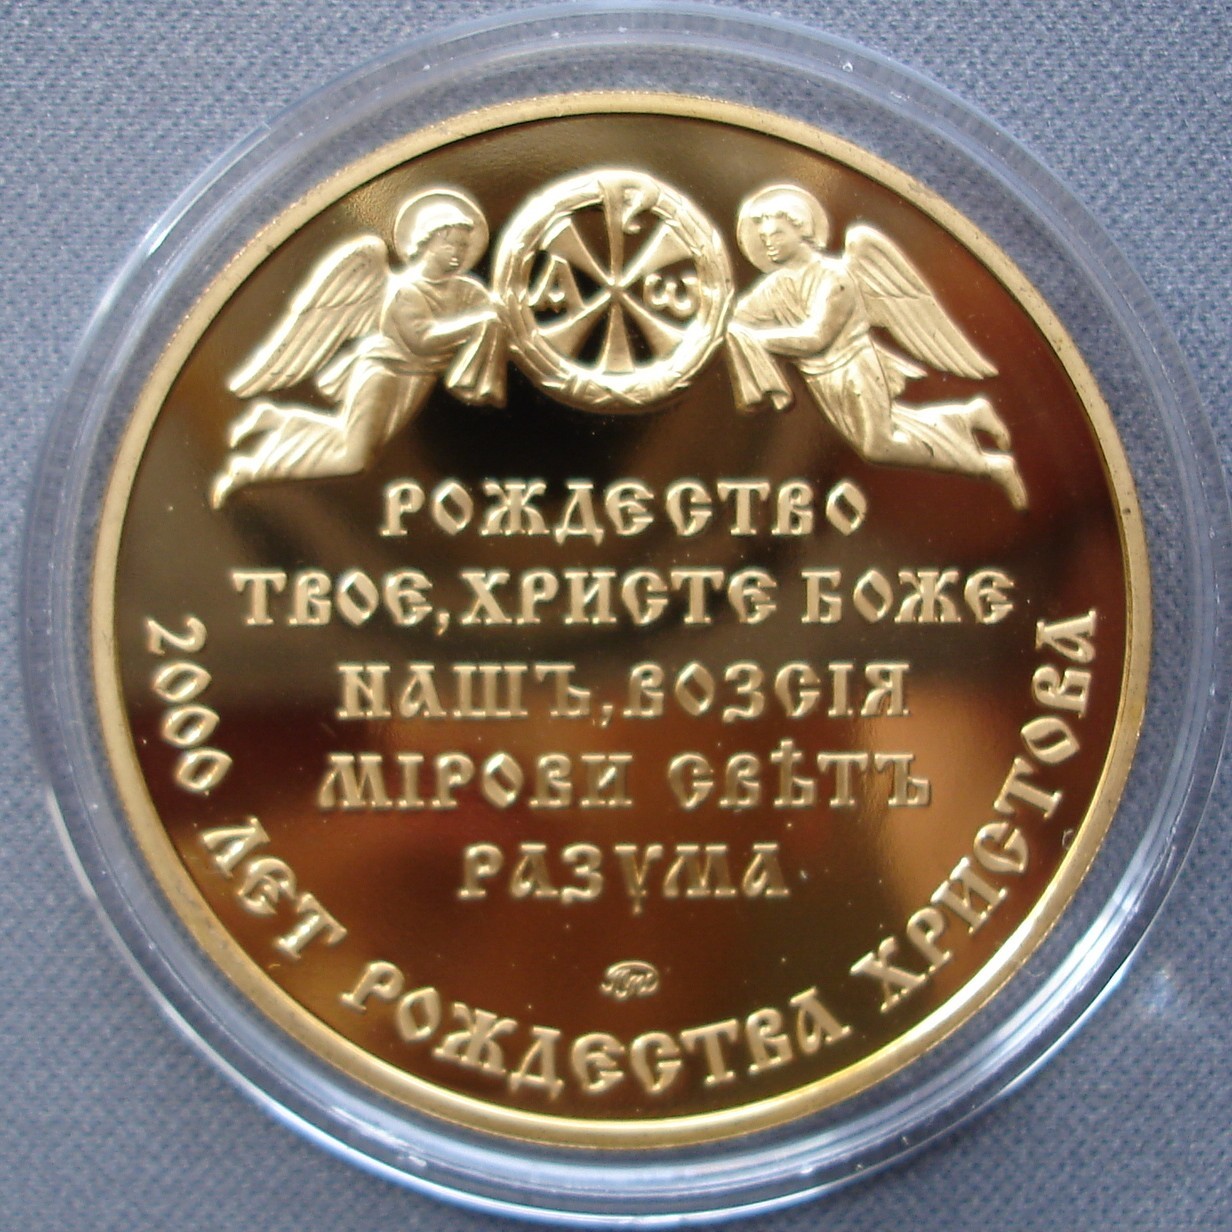 Р
А Ѡ
РОЖДЕСТВО
ТВОЕ, ХРИСТЕ БОЖЕ
НАШЪ, ВОЗСІЯ
МІРОВИ СВѢТЪ
РАЗУМА
2000 ЛЕТ РОЖДЕСТВА ХРИСТОВА